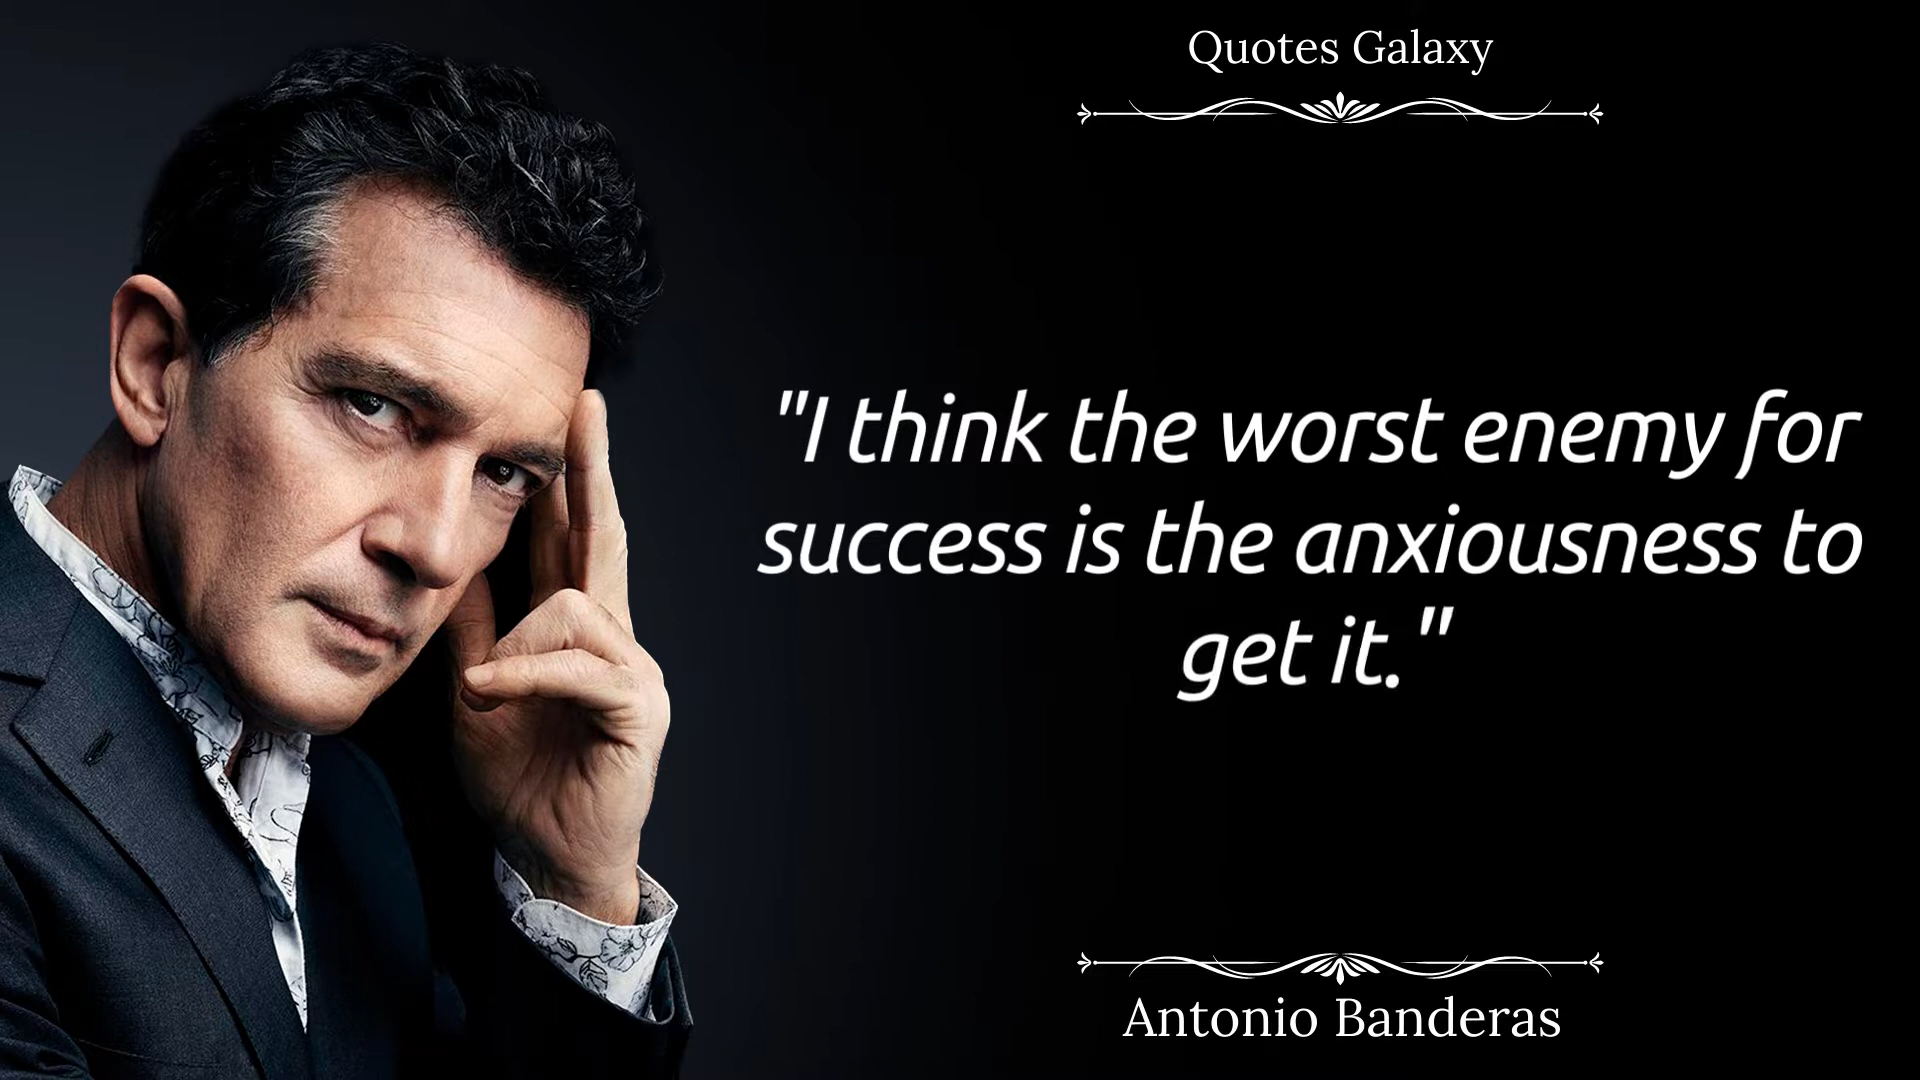 Quotes Galaxy
"I think the worst enemy for
success is the anxiousness to
get it."
Antonio Banderas